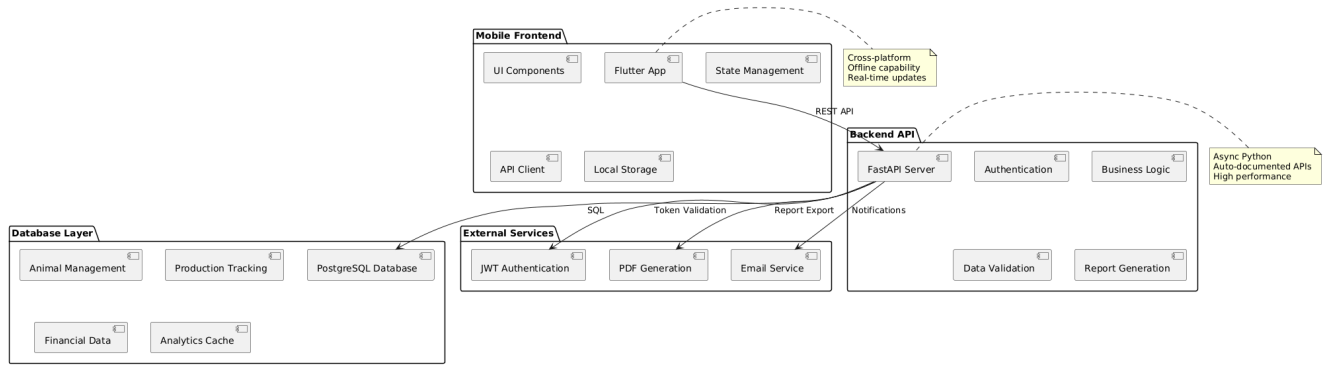 Mobile Frontend
UI Components
Flutter App
State Management
API Client
Local Storage
Cross-platform
Offline capability
Real-time updates
REST API
Backend API
FastAPI Server
Authentication
Business Logic
Data Validation
Report Generation
Async Python
Auto-documented APIs
High performance
SQL
Token Validation
Report Export
Notifications
Database Layer
Animal Management
Production Tracking
PostgreSQL Database
Financial Data
Analytics Cache
External Services
JWT Authentication
PDF Generation
Email Service